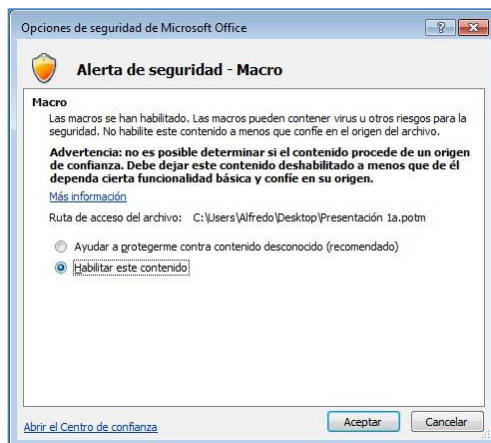 Opciones de seguridad de Microsoft Office
Alerta de seguridad - Macro
Macro
Las macros se han habilitado. Las macros pueden contener virus u otros riesgos para la
seguridad. No habilite este contenido a menos que confíe en el origen del archivo.
Advertencia: no es posible determinar si el contenido procede de un origen
de confianza. Debe dejar este contenido deshabilitado a menos que de él
dependa cierta funcionalidad básica y confíe en su origen.
Más información
Ruta de acceso del archivo: C:\Users\Alfredo\Desktop\Presentación 1a.potm
Ayudar a protegerme contra contenido desconocido (recomendado)
Habilitar este contenido
Abrir el Centro de confianza
Aceptar
Cancelar